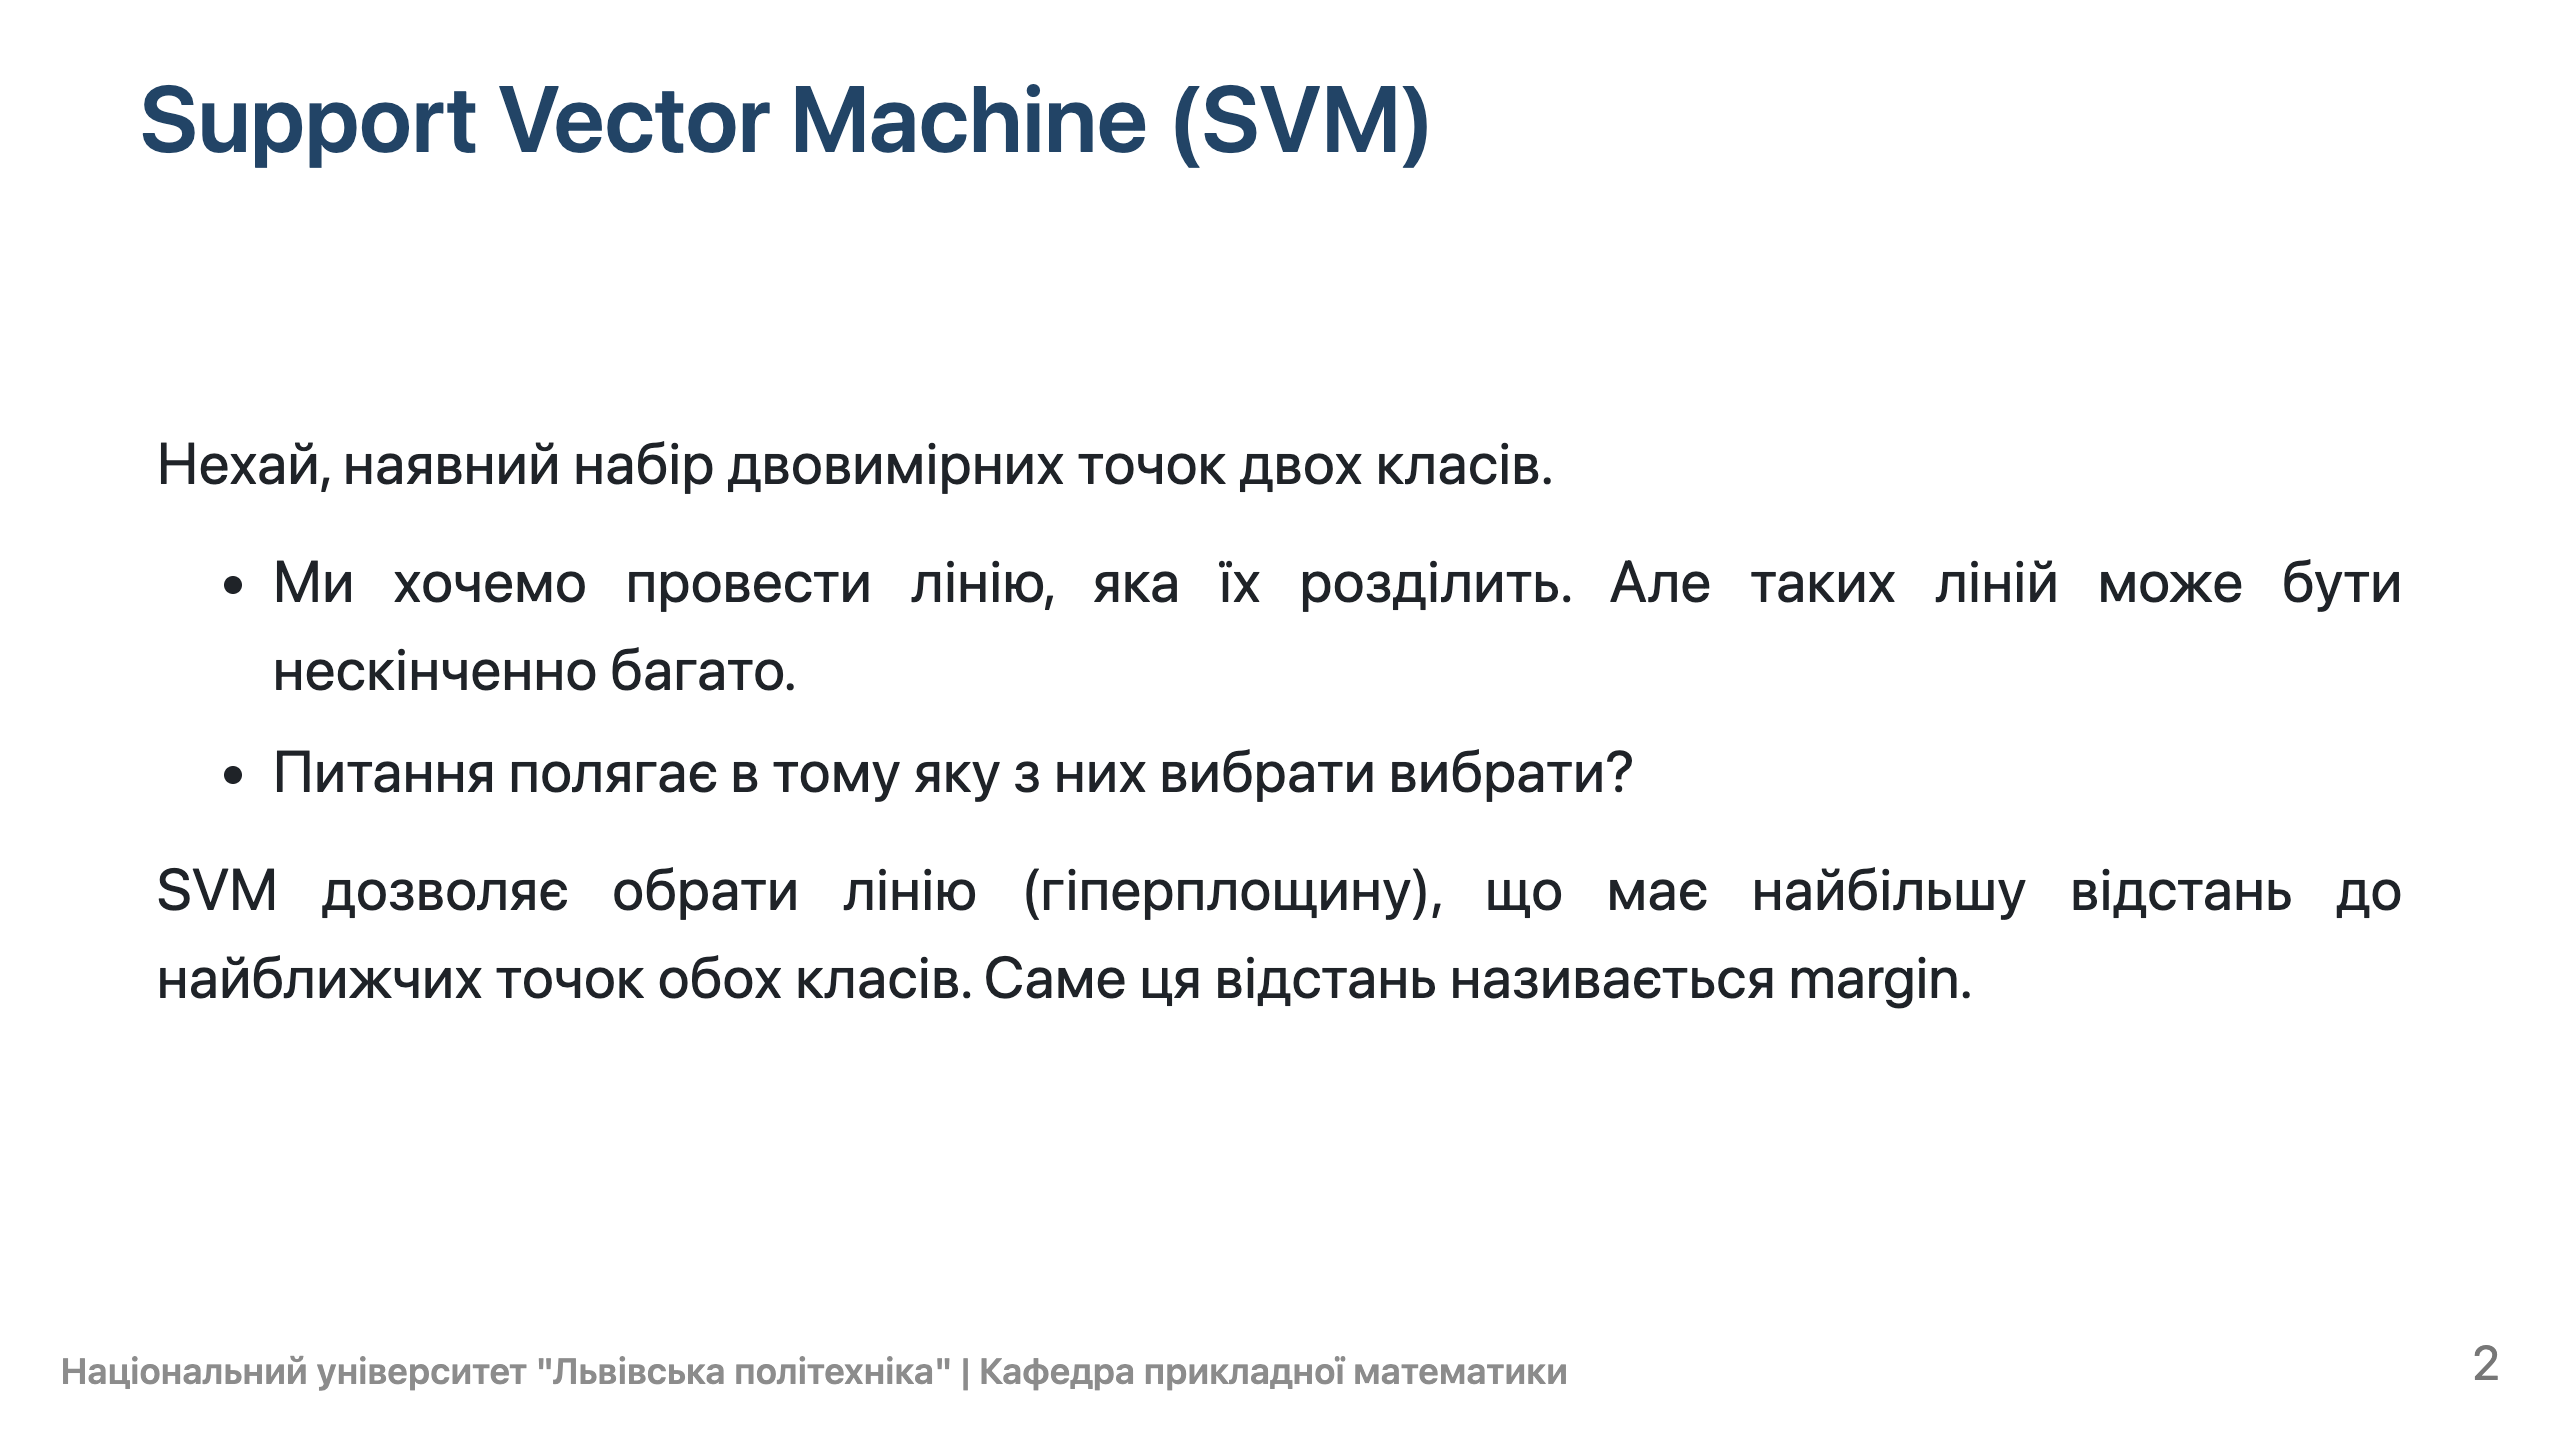 Support Vector Machine (SVM)
Нехай, наявний набір двовимірних точок двох класів.
• Ми хочемо провести лінію, яка їх розділить. Але таких ліній може бути
нескінченно багато.
• Питання полягає в тому яку з них вибрати вибрати?
SVM дозволяє обрати лінію (гіперплощину), що має найбільшу відстань до
найближчих точок обох класів. Саме ця відстань називається margin.
Національний університет "Львівська політехніка" | Кафедра прикладної математики
2